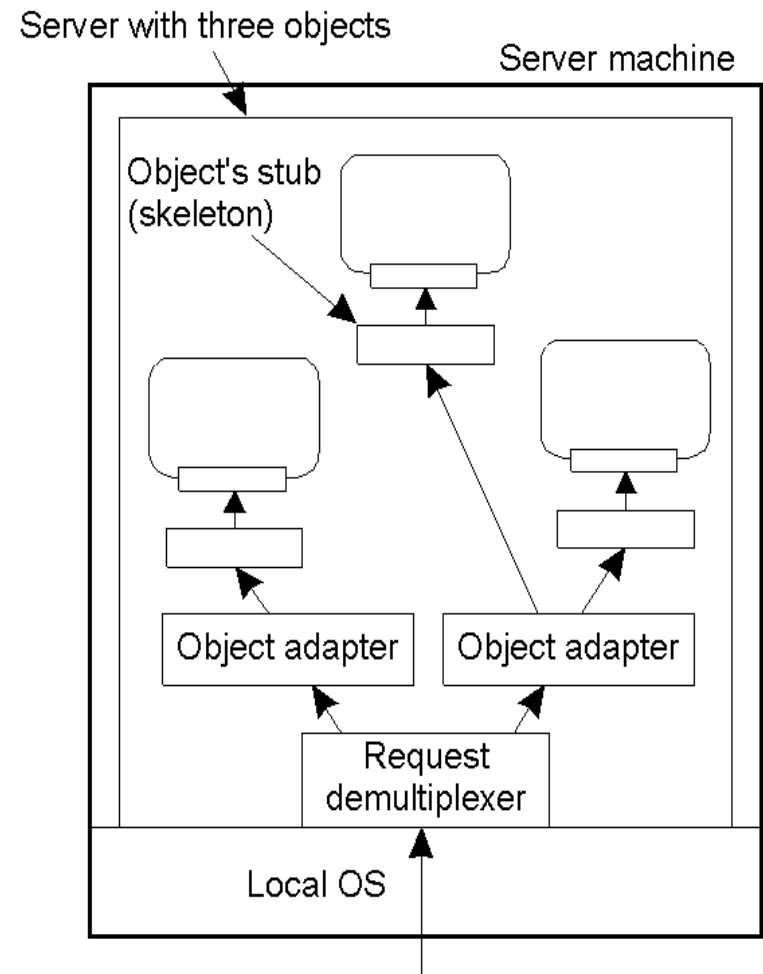 Server with three objects
Server machine
Object's stub
(skeleton)
Object adapter
Object adapter
Request
demultiplexer
Local OS